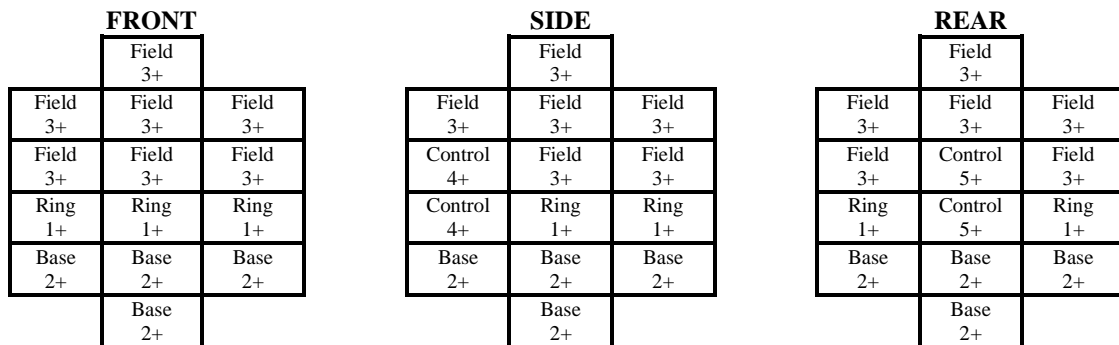 FRONT SIDE REAR
Field Field Field
3+ 3+ 3+
Field Field Field Field Field Field Field Field Field
3+ 3+ 3+ 3+ 3+ 3+ 3+ 3+ 3+
Field Field Field Control Field Field Field Control Field
3+ 3+ 3+ 4+ 3+ 3+ 3+ 5+ 3+
Ring Ring Ring Control Ring Ring Ring Control Ring
1+ 1+ 1+ 4+ 1+ 1+ 1+ 5+ 1+
Base Base Base Base Base Base Base Base Base
2+ 2+ 2+ 2+ 2+ 2+ 2+ 2+ 2+
Base Base Base
2+ 2+ 2+